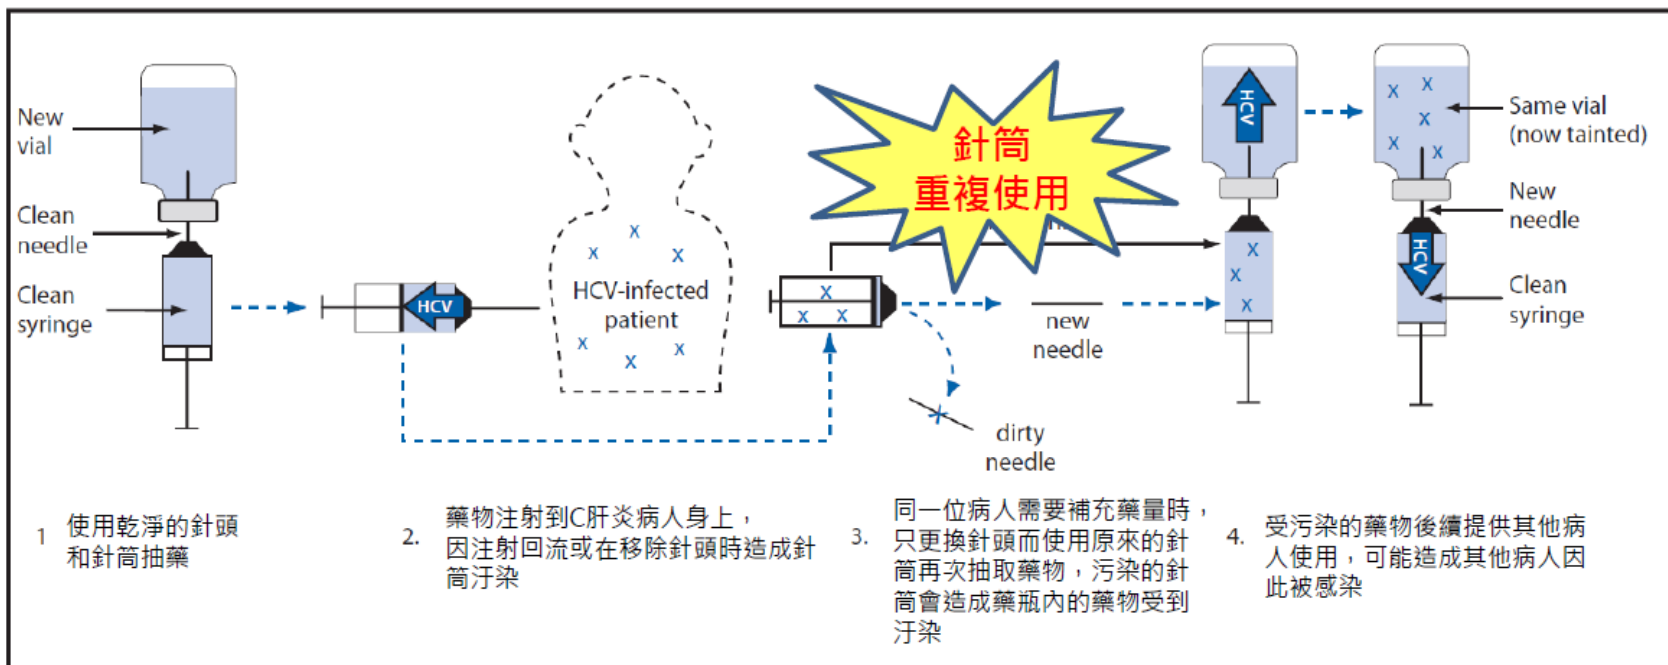 New
vial
Clean
needle
Clean
syringe
HCV
HCV-infected
patient
針筒
重複使用
new
needle
dirty
needle
HCV
HCV
Same vial
(now tainted)
New
needle
Clean
syringe
1 使用乾淨的針頭
和針筒抽藥
2. 藥物注射到C肝炎病人身上，
因注射回流或在移除針頭時造成針
筒汙染
3. 同一位病人需要補充藥量時，
只更換針頭而使用原來的針
筒再次抽取藥物，污染的針
筒會造成藥瓶內的藥物受到
汙染
4. 受污染的藥物後續提供其他病
人使用，可能造成其他病人因
此被感染